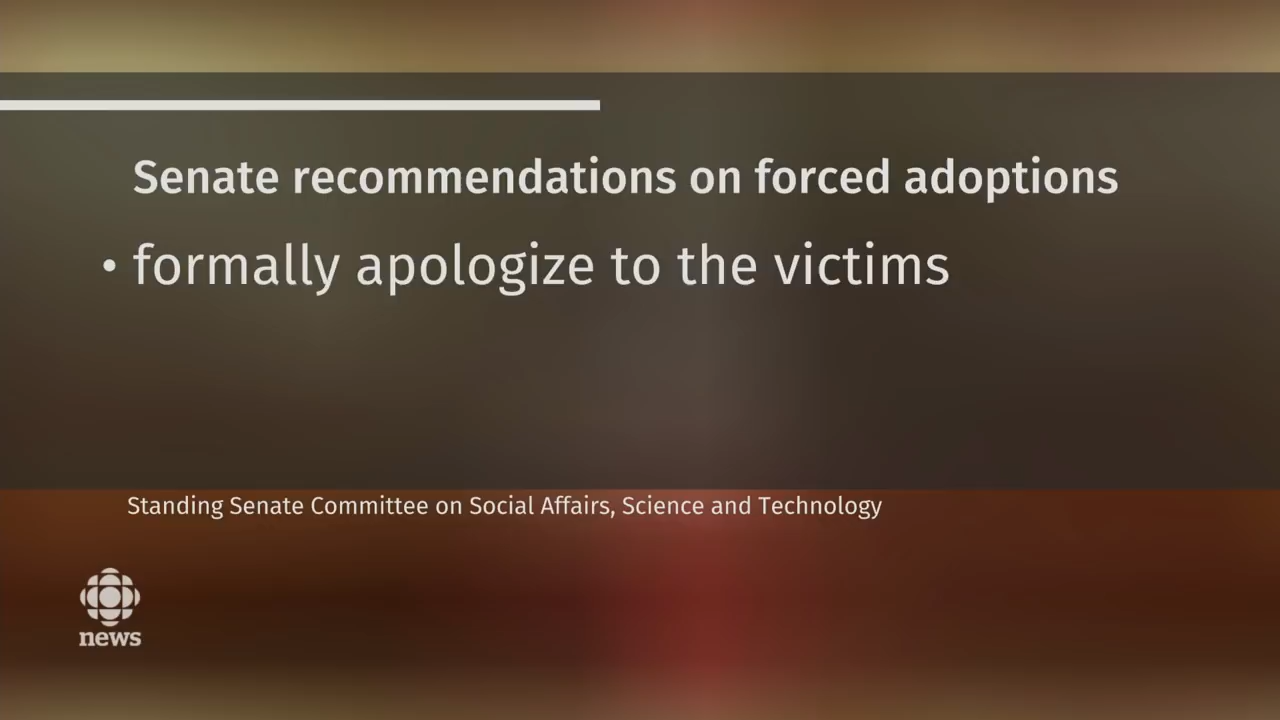 Senate recommendations on forced adoptions
• formally apologize to the victims
Standing Senate Committee on Social Affairs, Science and Technology
news